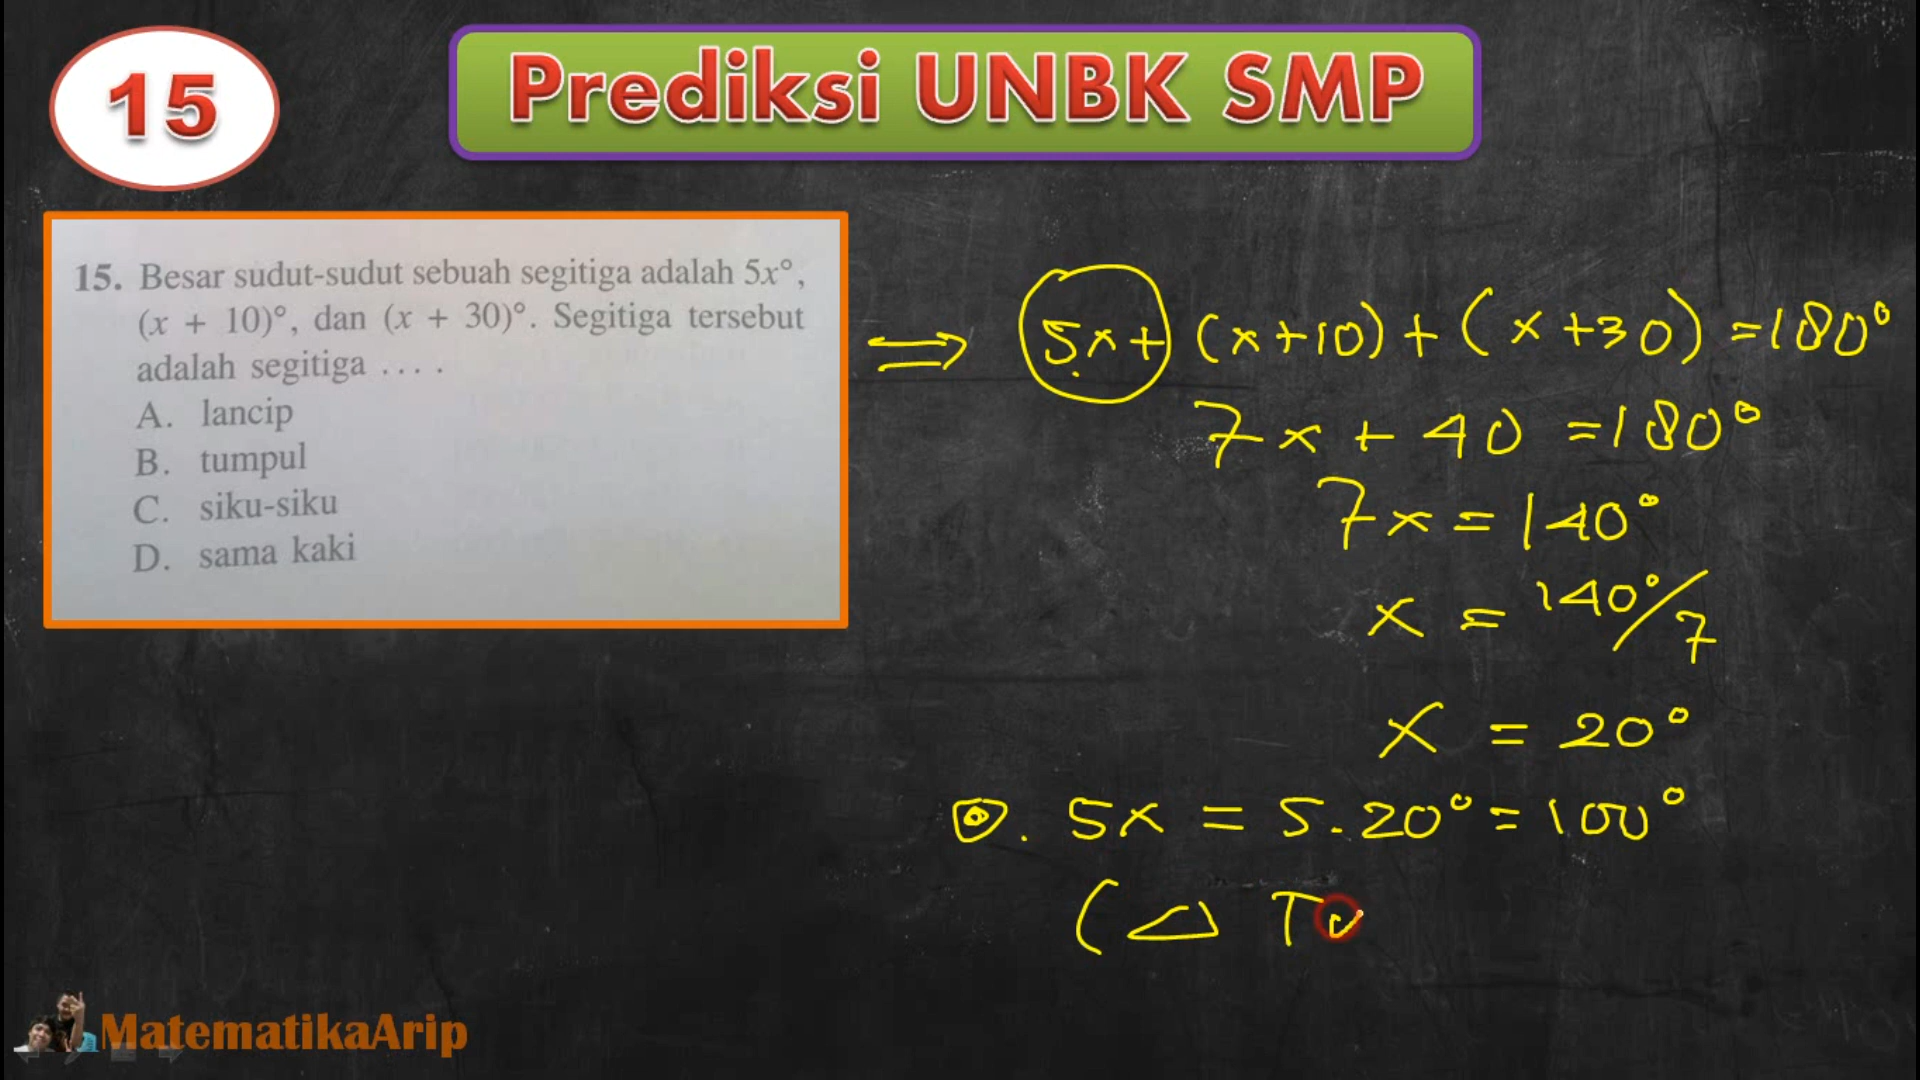 15
Prediksi UNBK SMP
15. Besar sudut-sudut sebuah segitiga adalah 5x°,
(x + 10)°, dan (x + 30)°. Segitiga tersebut
adalah segitiga ....
A. lancip
B. tumpul
C. siku-siku
D. sama kaki
⇒ 5x+ (x+10) + (x+30) =180°
7x + 40 =180°
7x = 140°
x = 140°/7
x = 20°
⊙. 5x = 5.20° = 100°
(△ Tu
MatematikaArip